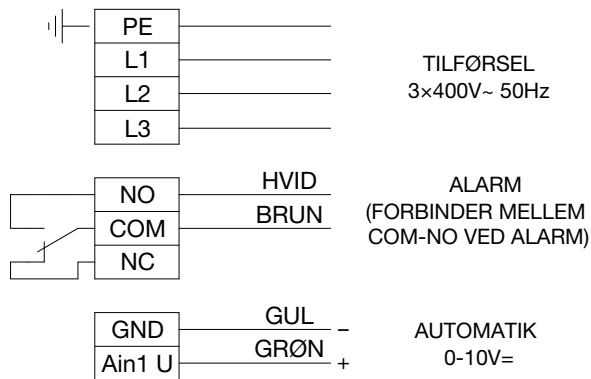 PE
L1
L2
L3
TILFØRSEL
3×400V~ 50Hz
NO
COM
NC
HVID
BRUN
ALARM
(FORBINDER MELLEM
COM-NO VED ALARM)
GND
Ain1 U
GUL –
GRØN +
AUTOMATIK
0-10V=